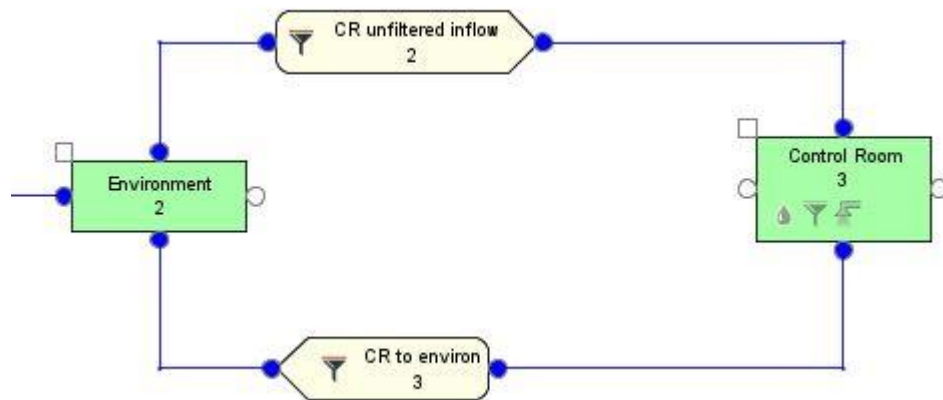 CR unfiltered inflow
2
Environment
2
Control Room
3
CR to environ
3